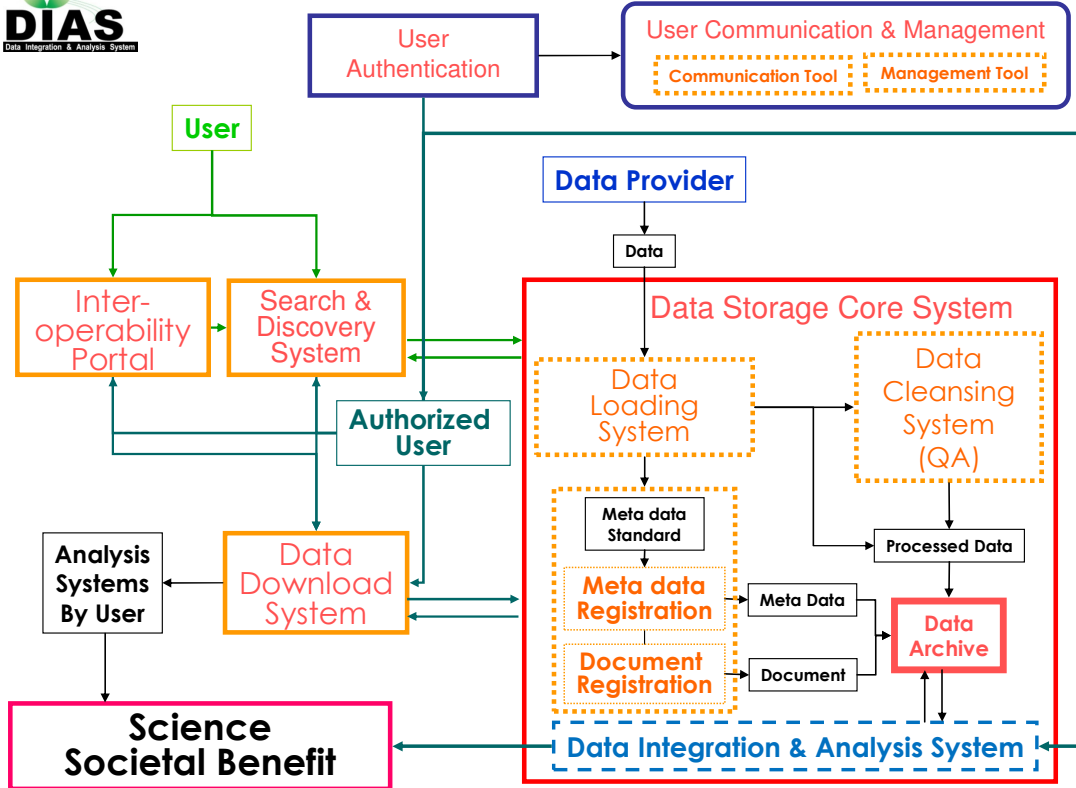 DIAS
Data Integration & Analysis System
User
Authentication
User Communication & Management
Communication Tool
Management Tool
User
Data Provider
Data
Inter-
operability
Portal
Search &
Discovery
System
Data Storage Core System
Data
Loading
System
Data
Cleansing
System
(QA)
Authorized
User
Meta data
Standard
Processed Data
Analysis
Systems
By User
Data
Download
System
Meta data
Registration
Meta Data
Data
Archive
Document
Registration
Document
Science
Societal Benefit
Data Integration & Analysis System